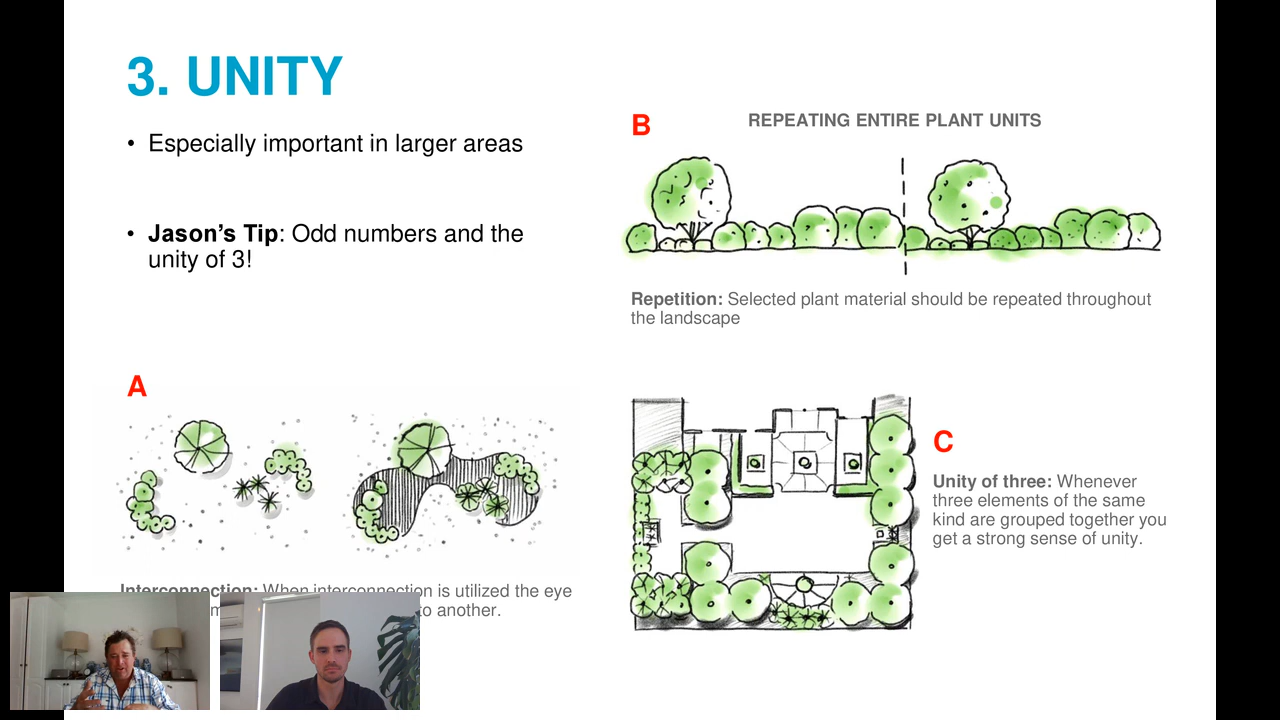 3. UNITY
• Especially important in larger areas
• Jason's Tip: Odd numbers and the
unity of 3!
B
REPEATING ENTIRE PLANT UNITS
Repetition: Selected plant material should be repeated throughout
the landscape
A
Interconnection: When interconnection is utilized the eye
to another.
C
Unity of three: Whenever
three elements of the same
kind are grouped together you
get a strong sense of unity.